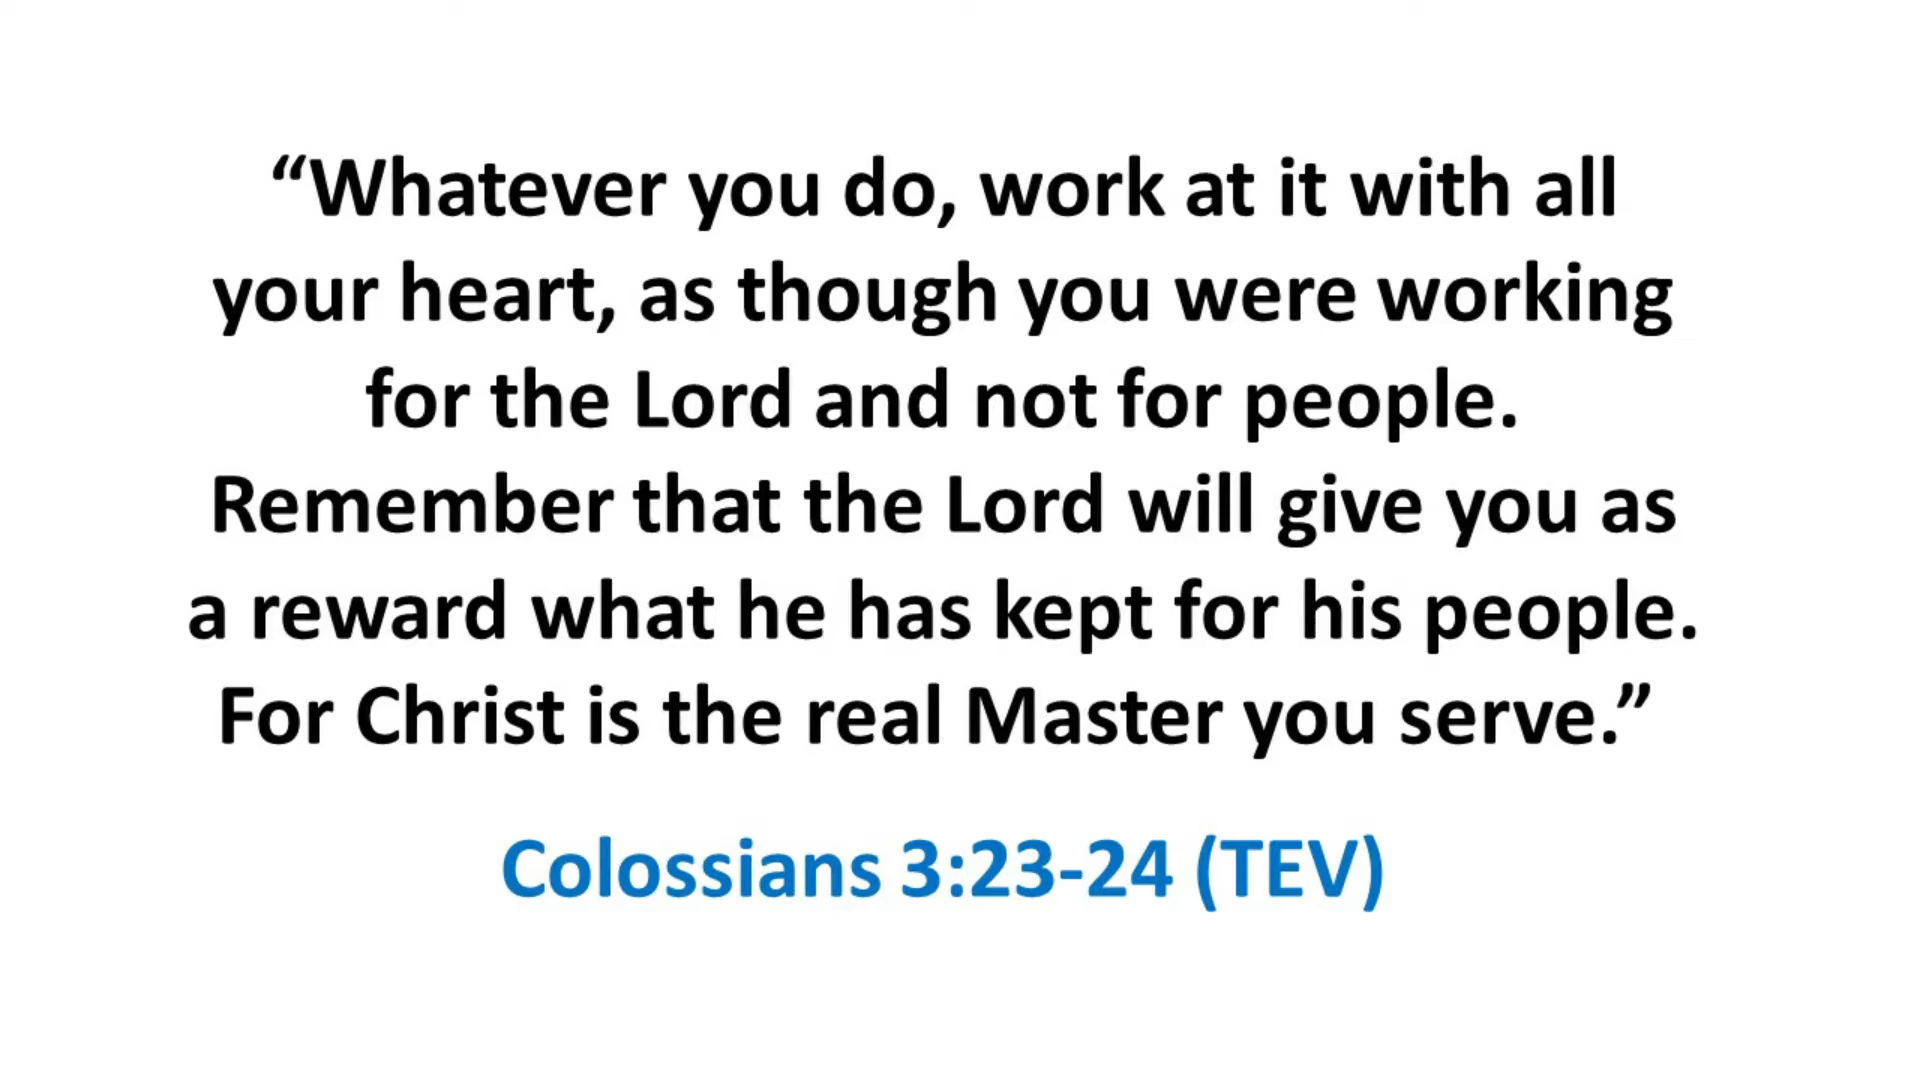 “Whatever you do, work at it with all
your heart, as though you were working
for the Lord and not for people.
Remember that the Lord will give you as
a reward what he has kept for his people.
For Christ is the real Master you serve.”
Colossians 3:23-24 (TEV)